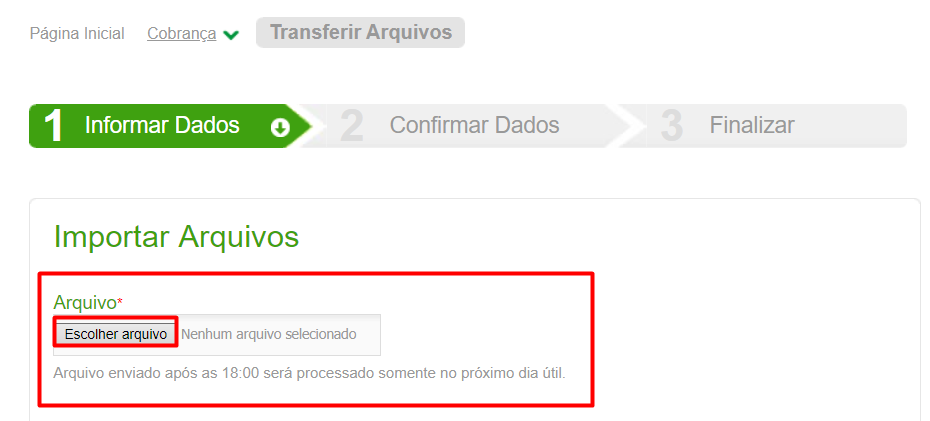 Página Inicial Cobrança Transferir Arquivos
1 Informar Dados 2 Confirmar Dados 3 Finalizar
Importar Arquivos
Arquivo*
Escolher arquivo Nenhum arquivo selecionado
Arquivo enviado após as 18:00 será processado somente no próximo dia útil.